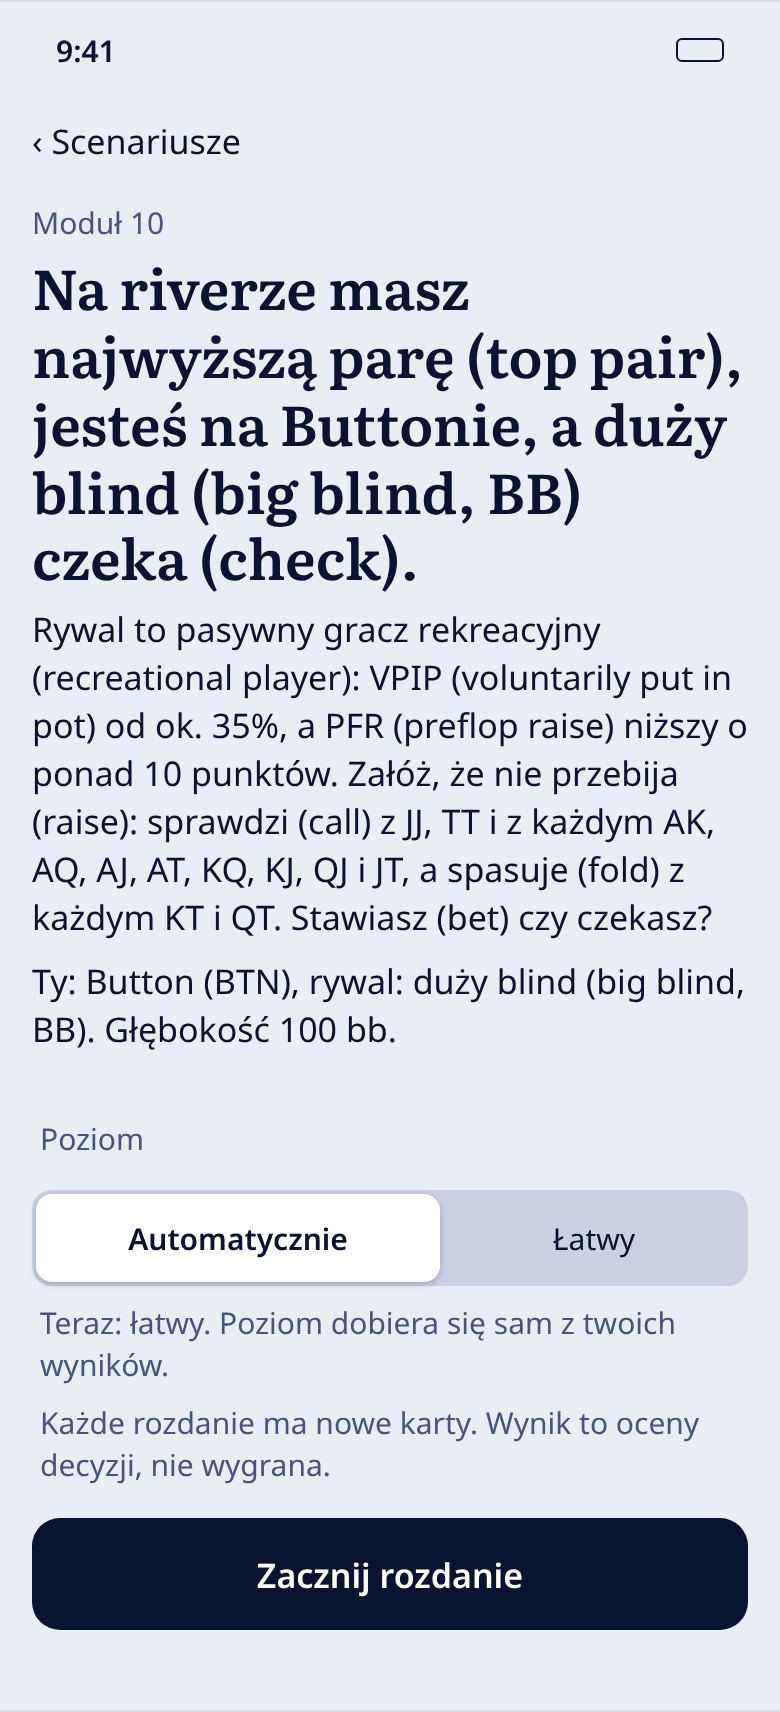 9:41
‹ Scenariusze
Moduł 10
Na riverze masz
najwyższą parę (top pair),
jesteś na Buttonie, a duży
blind (big blind, BB)
czeka (check).
Rywal to pasywny gracz rekreacyjny
(recreational player): VPIP (voluntarily put in
pot) od ok. 35%, a PFR (preflop raise) niższy o
ponad 10 punktów. Załóż, że nie przebija
(raise): sprawdzi (call) z JJ, TT i z każdym AK,
AQ, AJ, AT, KQ, KJ, QJ i JT, a spasuje (fold) z
każdym KT i QT. Stawiasz (bet) czy czekasz?
Ty: Button (BTN), rywal: duży blind (big blind,
BB). Głębokość 100 bb.
Poziom
Automatycznie
Łatwy
Teraz: łatwy. Poziom dobiera się sam z twoich
wyników.
Każde rozdanie ma nowe karty. Wynik to oceny
decyzji, nie wygrana.
Zacznij rozdanie